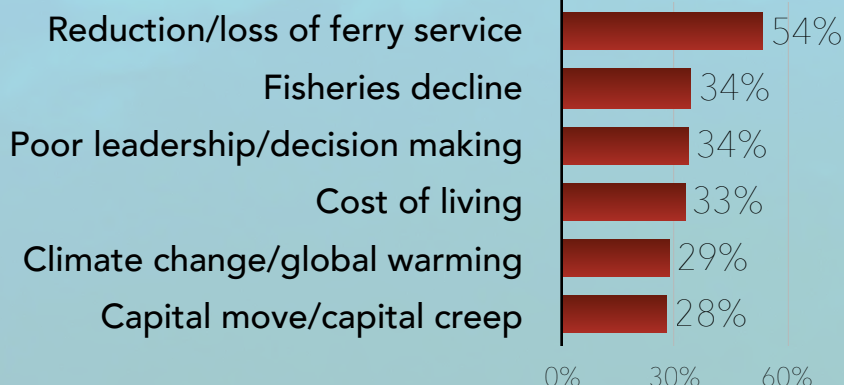 Reduction/loss of ferry service 54%
Fisheries decline 34%
Poor leadership/decision making 34%
Cost of living 33%
Climate change/global warming 29%
Capital move/capital creep 28%
0% 30% 60%